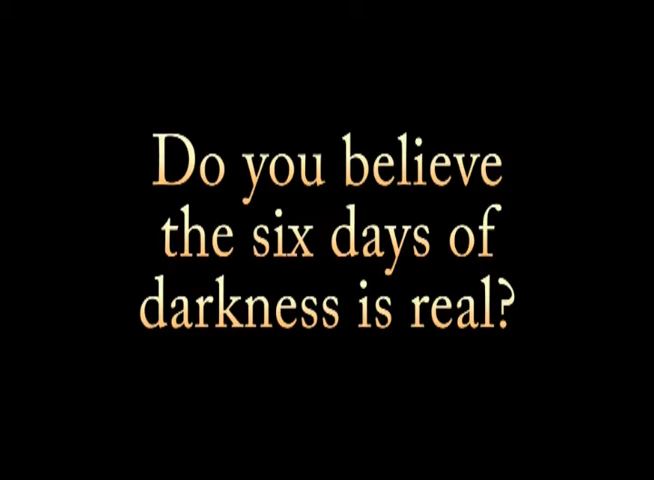 Do you believe
the six days of
darkness is real?